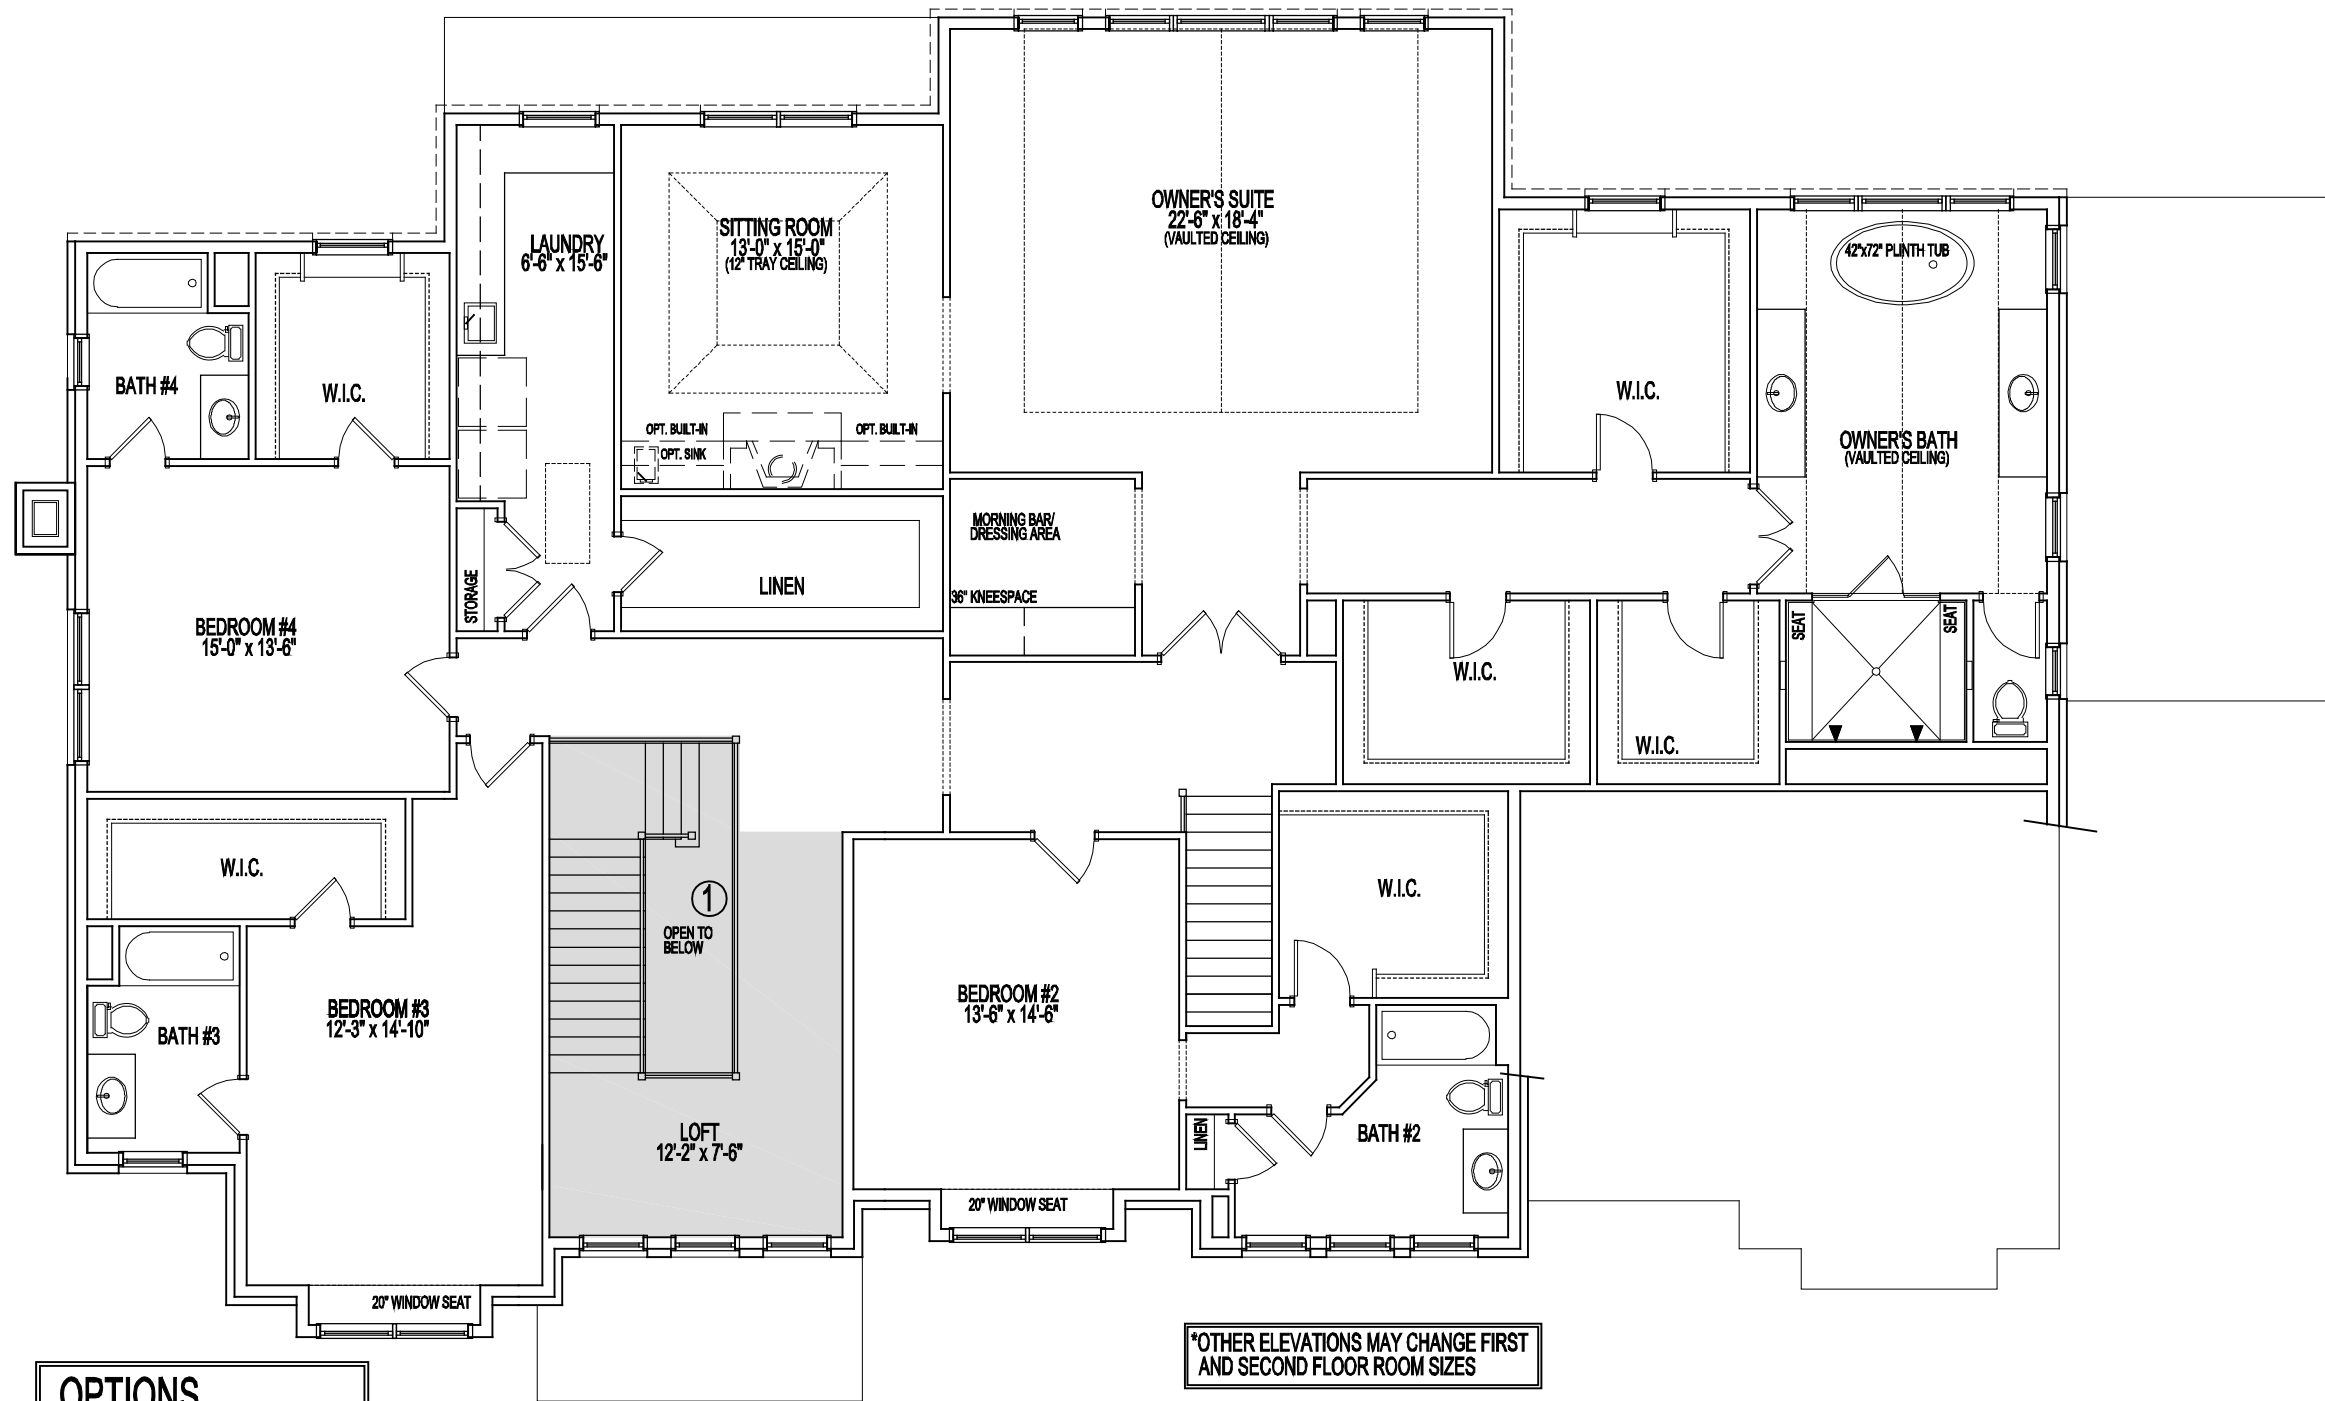 OWNER'S SUITE
22'-6" x 18'-4"
(VAULTED CEILING)
SITTING ROOM
13'-0" x 15'-0"
(12" TRAY CEILING)
LAUNDRY
6'-6" x 15'-6"
42"x72" PLINTH TUB
BATH #4
W.I.C.
W.I.C.
OPT. BUILT-IN
OPT. BUILT-IN
OPT. SINK
OWNER'S BATH
(VAULTED CEILING)
MORNING BAR/
DRESSING AREA
STORAGE
LINEN
36" KNEESPACE
BEDROOM #4
15'-0" x 13'-6"
SEAT
SEAT
W.I.C.
W.I.C.
W.I.C.
W.I.C.
1
OPEN TO
BELOW
BEDROOM #3
12'-3" x 14'-10"
BATH #3
BEDROOM #2
13'-6" x 14'-6"
LOFT
12'-2" x 7'-6"
LINEN
BATH #2
20" WINDOW SEAT
20" WINDOW SEAT
*OTHER ELEVATIONS MAY CHANGE FIRST
AND SECOND FLOOR ROOM SIZES
OPTIONS